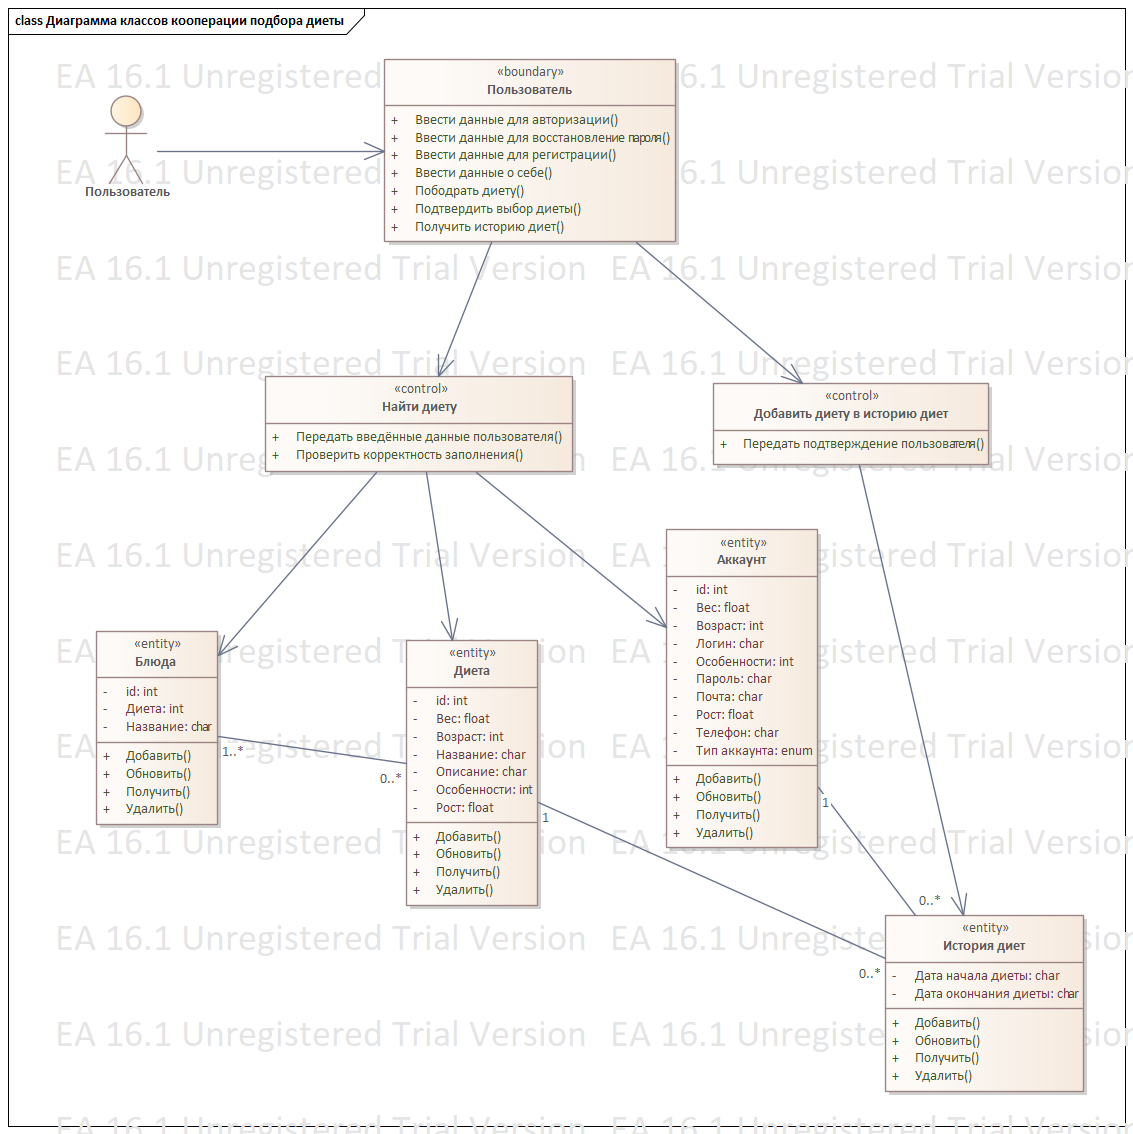 class Диаграмма классов кооперации подбора диеты
EA 16.1 Unregistered Trial Version
«boundary»
Пользователь
+ Ввести данные для авторизации()
+ Ввести данные для восстановление пароля()
+ Ввести данные для регистрации()
+ Ввести данные о себе()
+ Пободрать диету()
+ Подтвердить выбор диеты()
+ Получить историю диет()
Пользователь
«control»
Найти диету
+ Передать введённые данные пользователя()
+ Проверить корректность заполнения()
«control»
Добавить диету в историю диет
+ Передать подтверждение пользователя()
«entity»
Аккаунт
- id: int
- Вес: float
- Возраст: int
- Логин: char
- Особенности: int
- Пароль: char
- Почта: char
- Рост: float
- Телефон: char
- Тип аккаунта: enum
+ Добавить()
+ Обновить()
+ Получить()
+ Удалить()
«entity»
Блюда
- id: int
- Диета: int
- Название: char
+ Добавить()
+ Обновить()
+ Получить()
+ Удалить()
1..*
0..*
«entity»
Диета
- id: int
- Вес: float
- Возраст: int
- Название: char
- Описание: char
- Особенности: int
- Рост: float
+ Добавить()
+ Обновить()
+ Получить()
+ Удалить()
1
1
0..*
0..*
«entity»
История диет
- Дата начала диеты: char
- Дата окончания диеты: char
+ Добавить()
+ Обновить()
+ Получить()
+ Удалить()